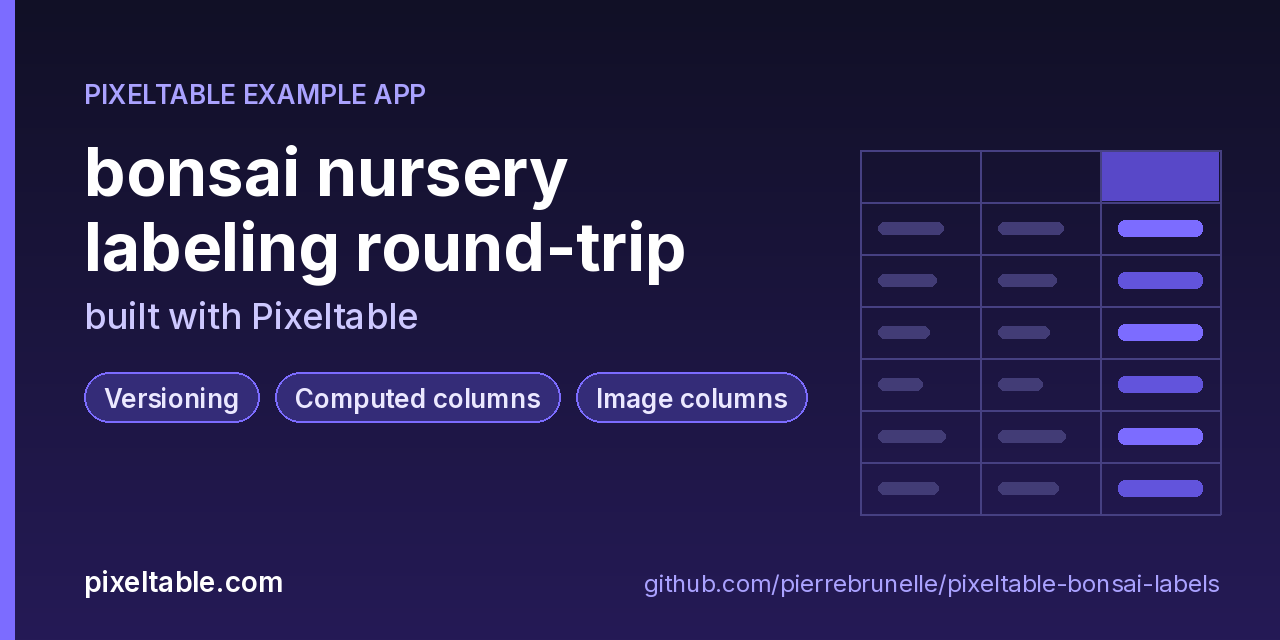 PIXELTABLE EXAMPLE APP
bonsai nursery
labeling round-trip
built with Pixeltable
Versioning
Computed columns
Image columns
pixeltable.com
github.com/pierrebrunelle/pixeltable-bonsai-labels